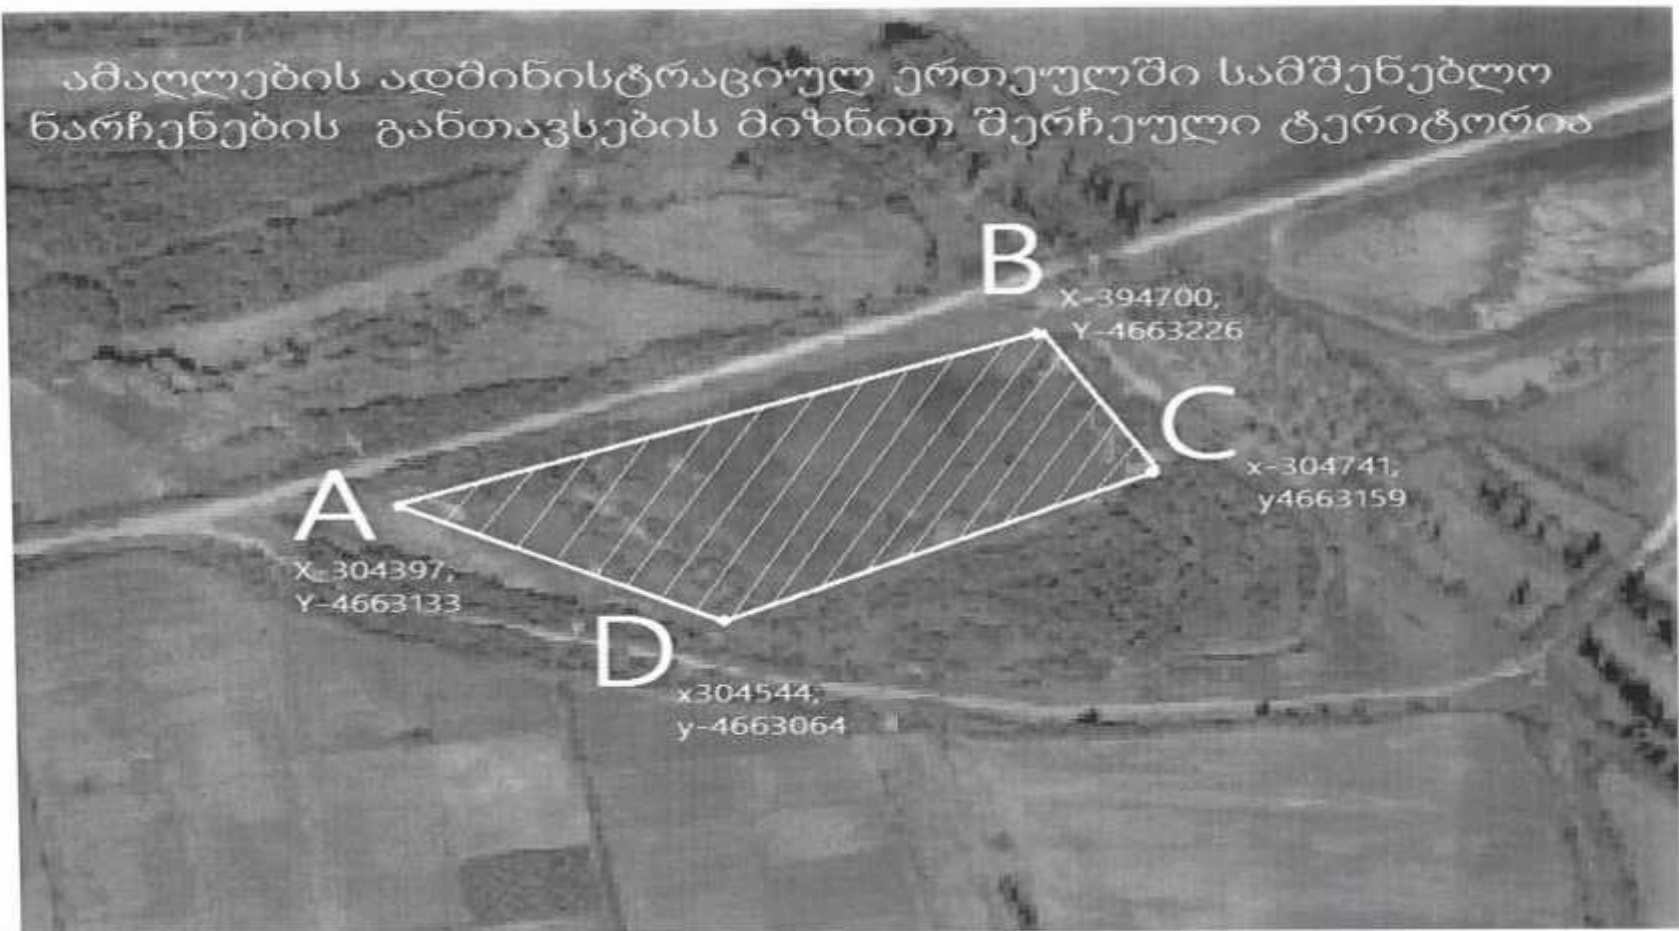 ამაღლების ადმინისტრაციულ ერთეულში სამშენებლო
ნარჩენების განთავსების მიზნით შერჩეული ტერიტორია
B
X-394700;
Y-4663226
C
x-304741;
y4663159
A
X-304397;
Y-4663133
D
x304544;
y-4663064